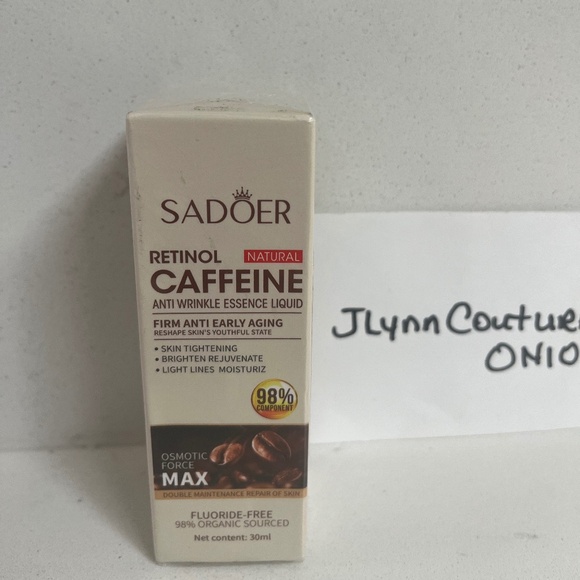 SADOER
RETINOL NATURAL
CAFFEINE
ANTI WRINKLE ESSENCE LIQUID
FIRM ANTI EARLY AGING
RESHAPE SKIN'S YOUTHFUL STATE
• SKIN TIGHTENING
• BRIGHTEN REJUVENATE
• LIGHT LINES MOISTURIZ
98%
COMPONENT
OSMOTIC
FORCE
MAX
DOUBLE MAINTENANCE REPAIR OF SKIN
FLUORIDE-FREE
98% ORGANIC SOURCED
Net content: 30ml
JLynn Couture
OHIO